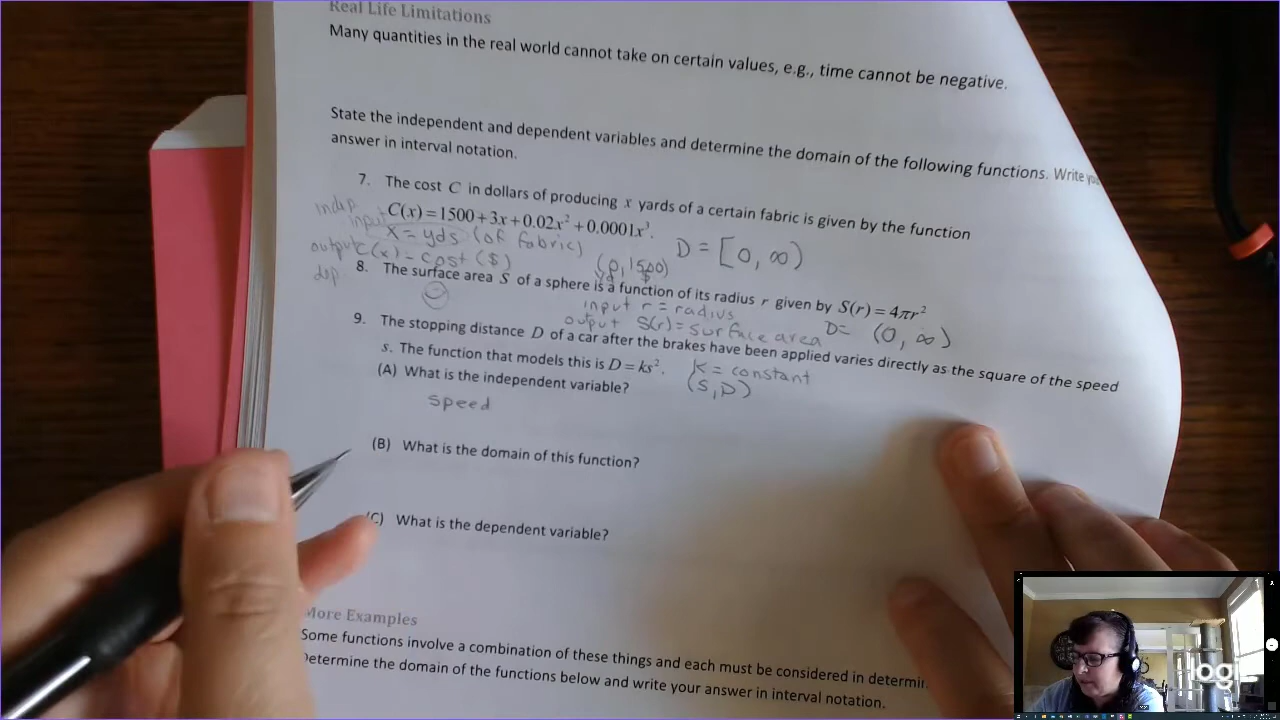 Real Life Limitations
Many quantities in the real world cannot take on certain values, e.g., time cannot be negative.
State the independent and dependent variables and determine the domain of the following functions. Write you
answer in interval notation.
7. The cost C in dollars of producing x yards of a certain fabric is given by the function
indep
input
C(x) = 1500 + 3x + 0.02x² + 0.0001x³.
x = yds (of fabric)
D = [0, ∞)
output C(x) = cost ($)
dep
(0, 1500)
yd $
8. The surface area S of a sphere is a function of its radius r given by S(r) = 4πr²
input r = radius
output S(r) = surface area
D = (0, ∞)
9. The stopping distance D of a car after the brakes have been applied varies directly as the square of the speed
s. The function that models this is D = ks².
K = constant
(S, D)
(A) What is the independent variable?
speed
(B) What is the domain of this function?
(C) What is the dependent variable?
More Examples
Some functions involve a combination of these things and each must be considered in determin
Determine the domain of the functions below and write your answer in interval notation.
logi